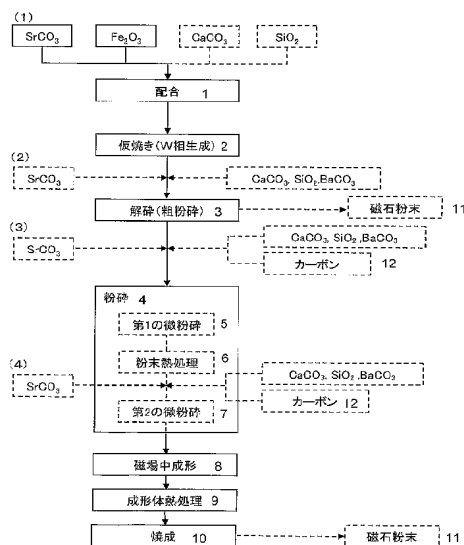 (1)
SrCO3 Fe2O3 CaCO3 SiO2
配合 1
仮焼き(W相生成) 2
(2)
SrCO3 CaCO3, SiO2,BaCO3
解砕(粗粉砕) 3 磁石粉末 11
(3)
S-CO3 CaCO3, SiO2 ,BaCO3
カーボン 12
粉砕 4
第1の微粉砕 5
粉末熱処理 6
(4)
SrCO3 CaCO3, SiO2 ,BaCO3
カーボン 12
第2の微粉砕 7
磁場中成形 8
成形体熱処理 9
焼成 10 磁石粉末 11